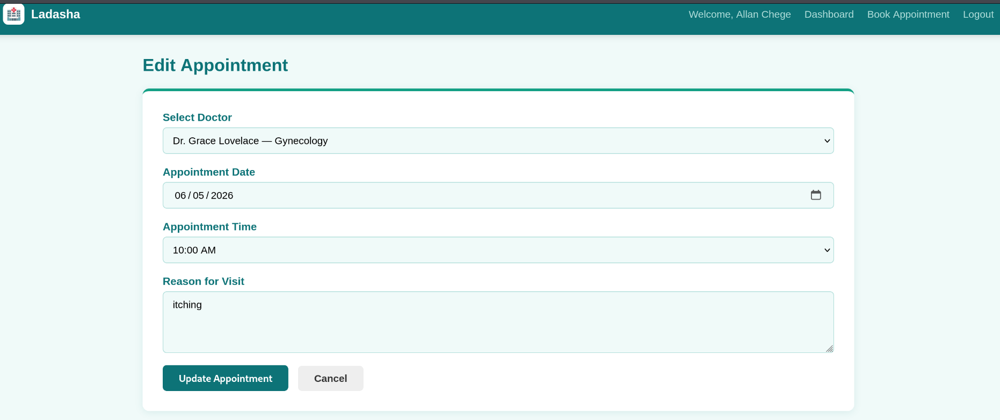 Ladasha
Welcome, Allan Chege Dashboard Book Appointment Logout
Edit Appointment
Select Doctor
Dr. Grace Lovelace — Gynecology
Appointment Date
06/05/2026
Appointment Time
10:00 AM
Reason for Visit
itching
Update Appointment Cancel